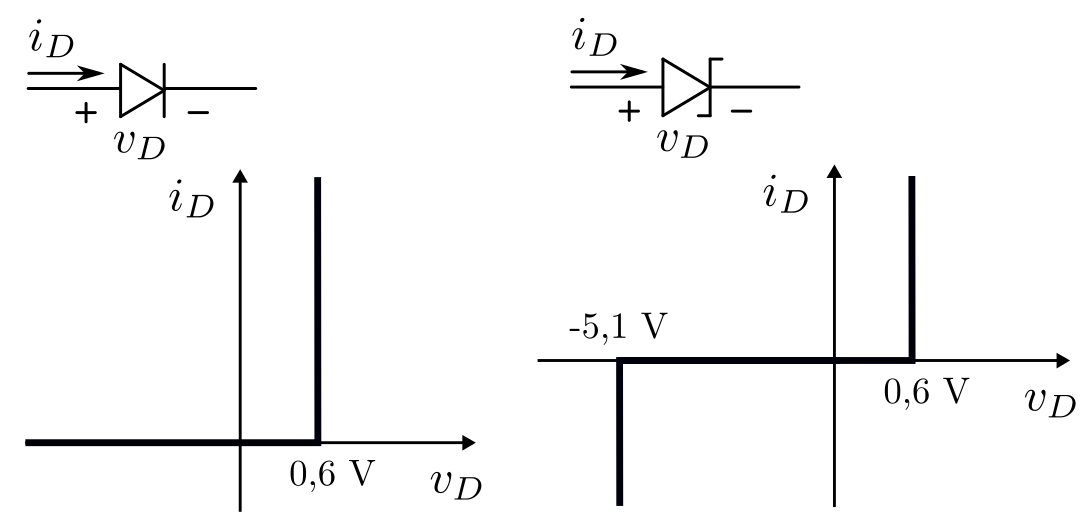 i_D
+ −
v_D
i_D
0,6 V
v_D
i_D
+ −
v_D
i_D
-5,1 V
0,6 V
v_D